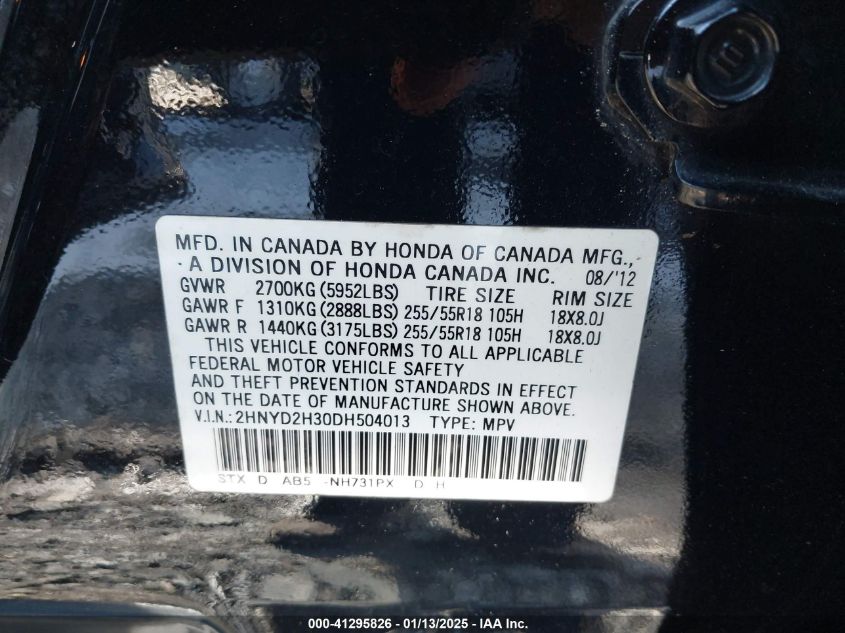 MFD. IN CANADA BY HONDA OF CANADA MFG.,
A DIVISION OF HONDA CANADA INC. 08/'12
GVWR 2700KG (5952LBS) TIRE SIZE RIM SIZE
GAWR F 1310KG (2888LBS) 255/55R18 105H 18X8.0J
GAWR R 1440KG (3175LBS) 255/55R18 105H 18X8.0J
THIS VEHICLE CONFORMS TO ALL APPLICABLE
FEDERAL MOTOR VEHICLE SAFETY
AND THEFT PREVENTION STANDARDS IN EFFECT
ON THE DATE OF MANUFACTURE SHOWN ABOVE.
V.I.N.: 2HNYD2H30DH504013 TYPE: MPV
STX D AB5 -NH731PX D H
000-41295826 - 01/13/2025 - IAA Inc.